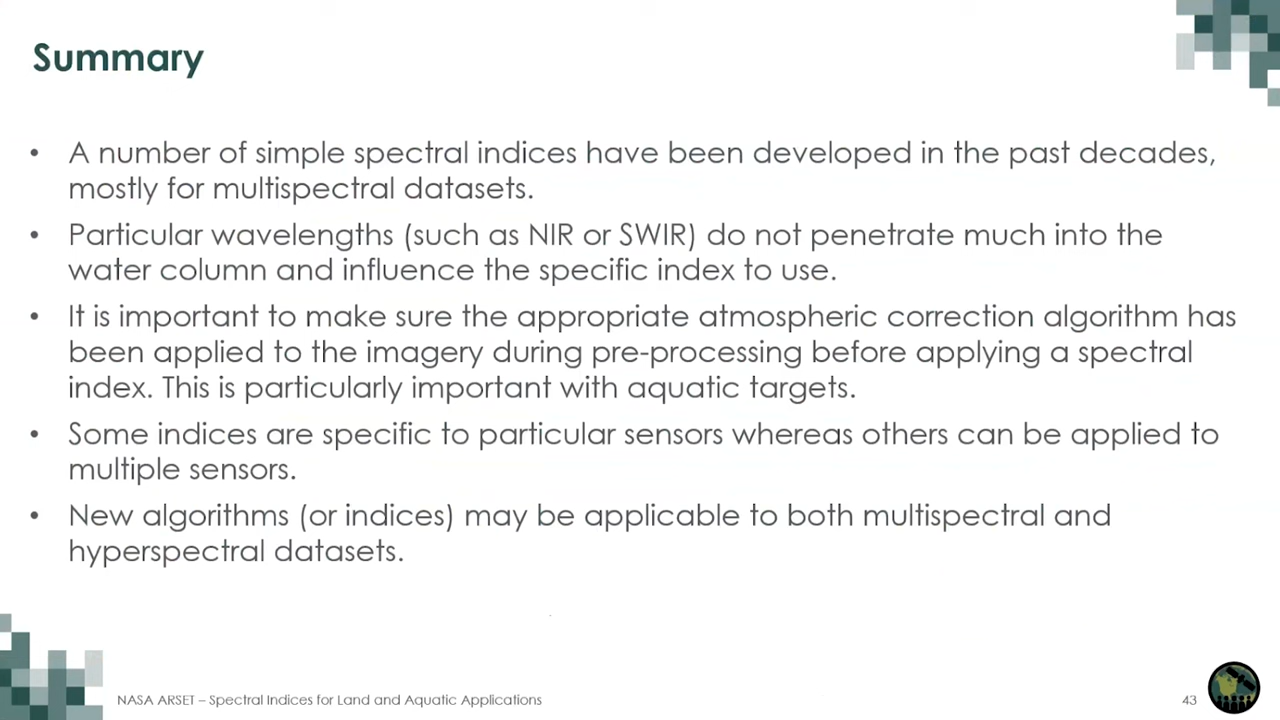 Summary
• A number of simple spectral indices have been developed in the past decades,
mostly for multispectral datasets.
• Particular wavelengths (such as NIR or SWIR) do not penetrate much into the
water column and influence the specific index to use.
• It is important to make sure the appropriate atmospheric correction algorithm has
been applied to the imagery during pre-processing before applying a spectral
index. This is particularly important with aquatic targets.
• Some indices are specific to particular sensors whereas others can be applied to
multiple sensors.
• New algorithms (or indices) may be applicable to both multispectral and
hyperspectral datasets.
NASA ARSET – Spectral Indices for Land and Aquatic Applications
43